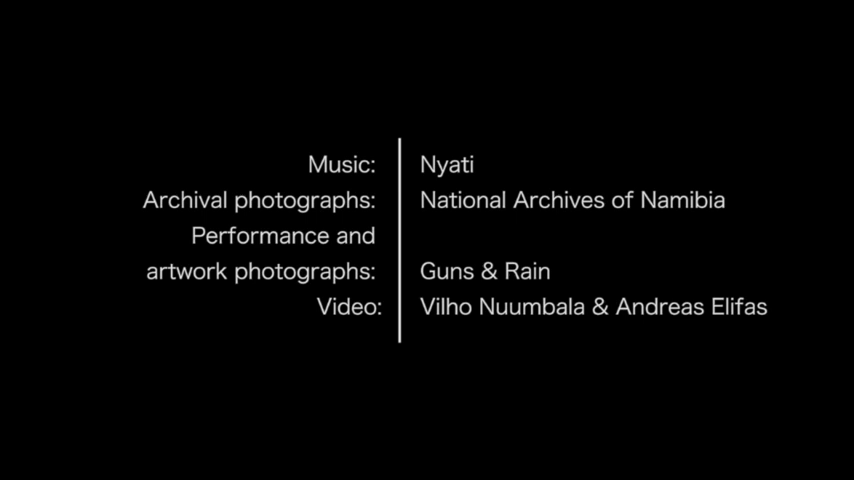 Music: Nyati
Archival photographs: National Archives of Namibia
Performance and
artwork photographs: Guns & Rain
Video: Vilho Nuumbala & Andreas Elifas